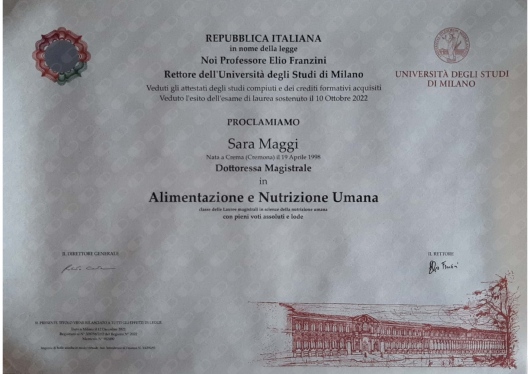 REPUBBLICA ITALIANA
in nome della legge
Noi Professore Elio Franzini
Rettore dell'Università degli Studi di Milano
Veduti gli attestati degli studi compiuti e dei crediti formativi acquisiti
Veduto l'esito dell'esame di laurea sostenuto il 10 Ottobre 2022
UNIVERSITÀ DEGLI STUDI
DI MILANO
PROCLAMIAMO
Sara Maggi
Nata a Crema (Cremona) il 19 Aprile 1998
Dottoressa Magistrale
in
Alimentazione e Nutrizione Umana
classe delle Lauree magistrali in scienze della nutrizione umana
con pieni voti assoluti e lode
IL DIRETTORE GENERALE
IL RETTORE